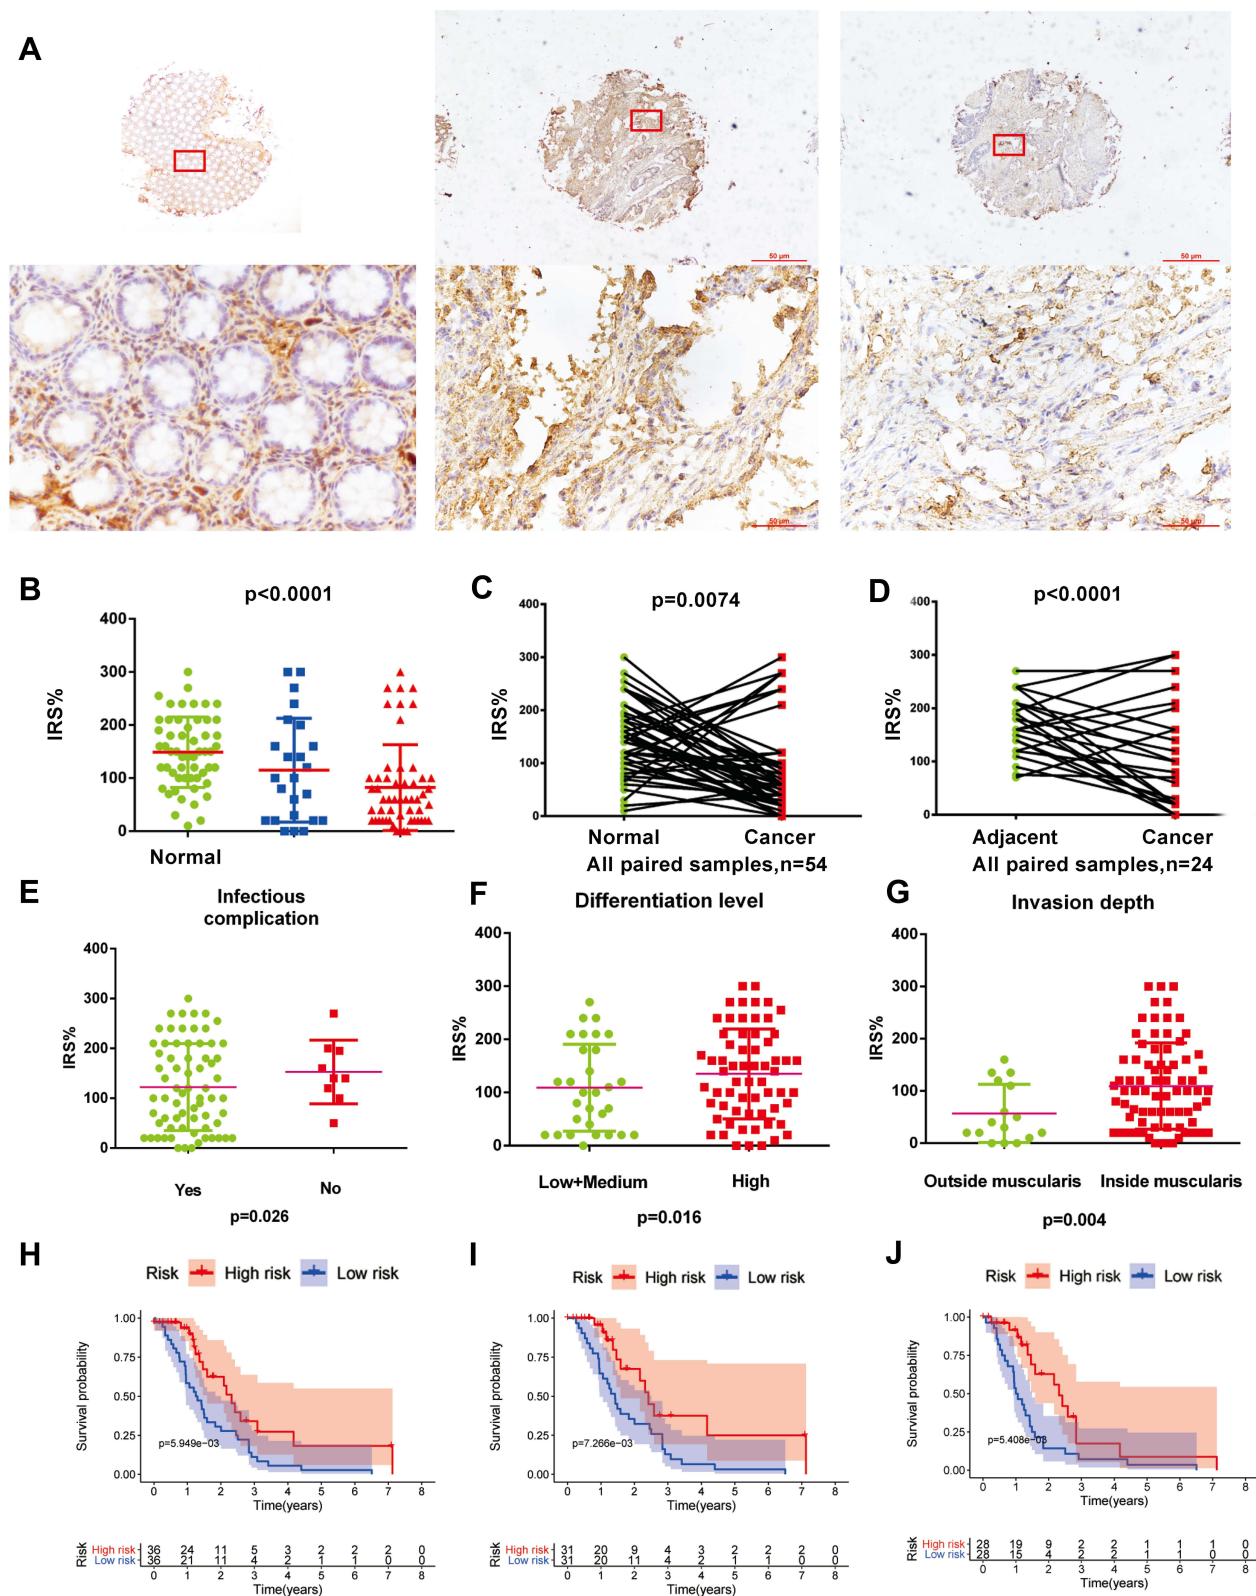 A
50 μm
50 μm
50 μm
50 μm
B
p<0.0001
IRS%
400
300
200
100
0
Normal
C
p=0.0074
IRS%
400
300
200
100
0
Normal Cancer
All paired samples,n=54
D
p<0.0001
IRS%
400
300
200
100
0
Adjacent Cancer
All paired samples,n=24
E
Infectious
complication
IRS%
400
300
200
100
0
Yes No
p=0.026
F
Differentiation level
IRS%
400
300
200
100
0
Low+Medium High
p=0.016
G
Invasion depth
IRS%
400
300
200
100
0
Outside muscularis Inside muscularis
p=0.004
H
Risk High risk Low risk
Survival probability
1.00
0.75
0.50
0.25
0.00
p=5.949e−03
0 1 2 3 4 5 6 7 8
Time(years)
Risk
High risk 36 24 11 5 3 2 2 2 0
Low risk 36 21 11 4 2 1 1 0 0
0 1 2 3 4 5 6 7 8
Time(years)
I
Risk High risk Low risk
Survival probability
1.00
0.75
0.50
0.25
0.00
p=7.266e−03
0 1 2 3 4 5 6 7 8
Time(years)
Risk
High risk 31 20 9 4 3 2 2 2 0
Low risk 31 20 11 4 2 1 1 0 0
0 1 2 3 4 5 6 7 8
Time(years)
J
Risk High risk Low risk
Survival probability
1.00
0.75
0.50
0.25
0.00
p=5.408e−03
0 1 2 3 4 5 6 7 8
Time(years)
Risk
High risk 28 19 9 2 2 1 1 1 0
Low risk 28 15 4 2 2 1 1 0 0
0 1 2 3 4 5 6 7 8
Time(years)